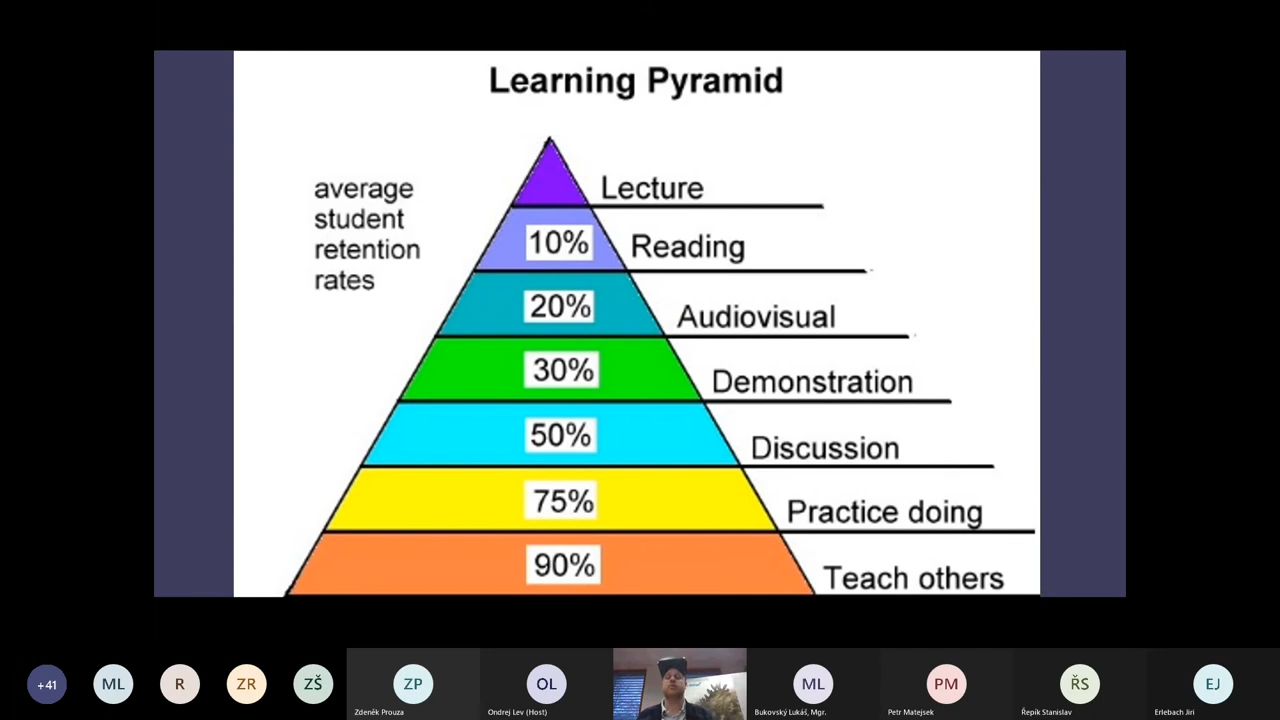 Learning Pyramid
average
student
retention
rates
Lecture
10%
Reading
20%
Audiovisual
30%
Demonstration
50%
Discussion
75%
Practice doing
90%
Teach others
+41
ML
R
ZR
ZŠ
ZP
Zdeněk Prouza
OL
Ondrej Lev (Host)
ML
Bukovský Lukáš, Mgr.
PM
Petr Matejsek
ŘS
Řepík Stanislav
EJ
Erlebach Jiri